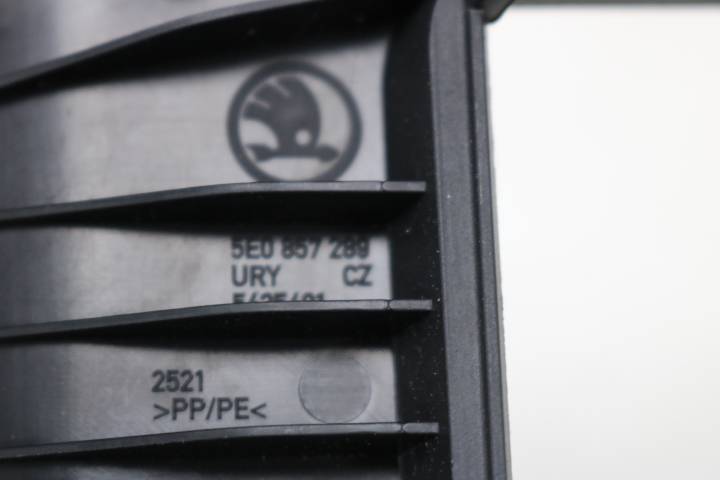 5E0 857 289
URY CZ
2521
>PP/PE<